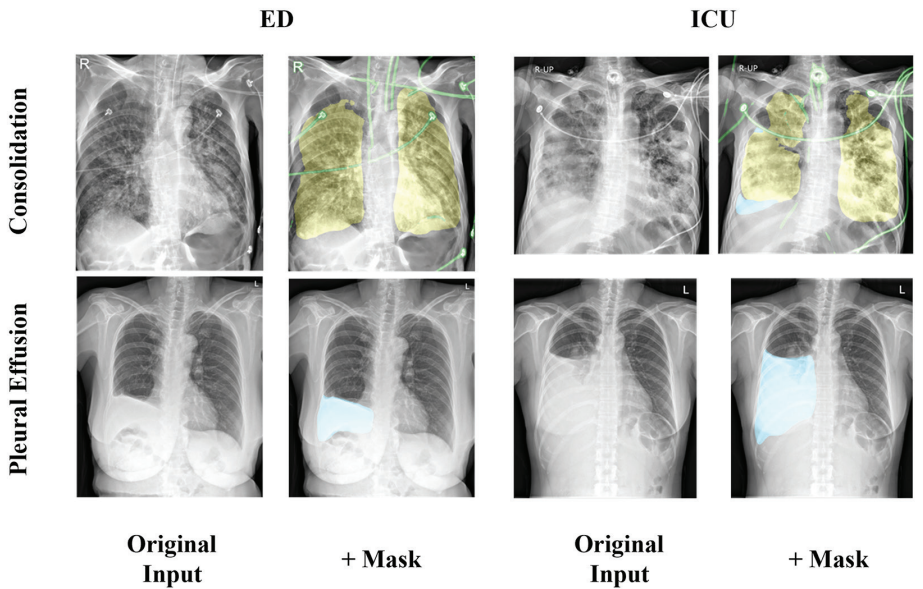 ED
ICU
Consolidation
R
R
R-UP
R-UP
Pleural Effusion
L
L
L
L
Original
Input
+ Mask
Original
Input
+ Mask